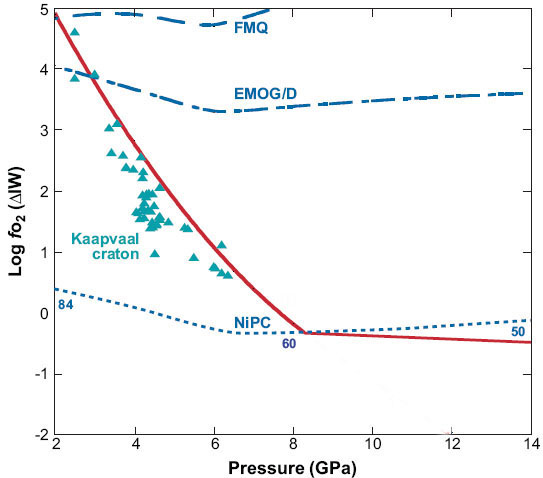 5
FMQ
4
EMOG/D
3
Log fo₂ (ΔIW)
2
1
Kaapvaal
craton
84
0
NiPC
60
50
-1
-2
2
4
6
8
10
12
14
Pressure (GPa)